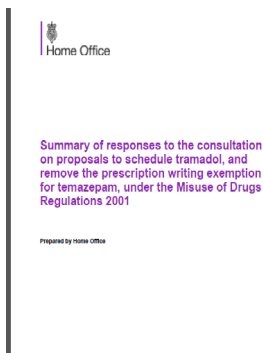 Home Office
Summary of responses to the consultation
on proposals to schedule tramadol, and
remove the prescription writing exemption
for temazepam, under the Misuse of Drugs
Regulations 2001
Prepared by Home Office